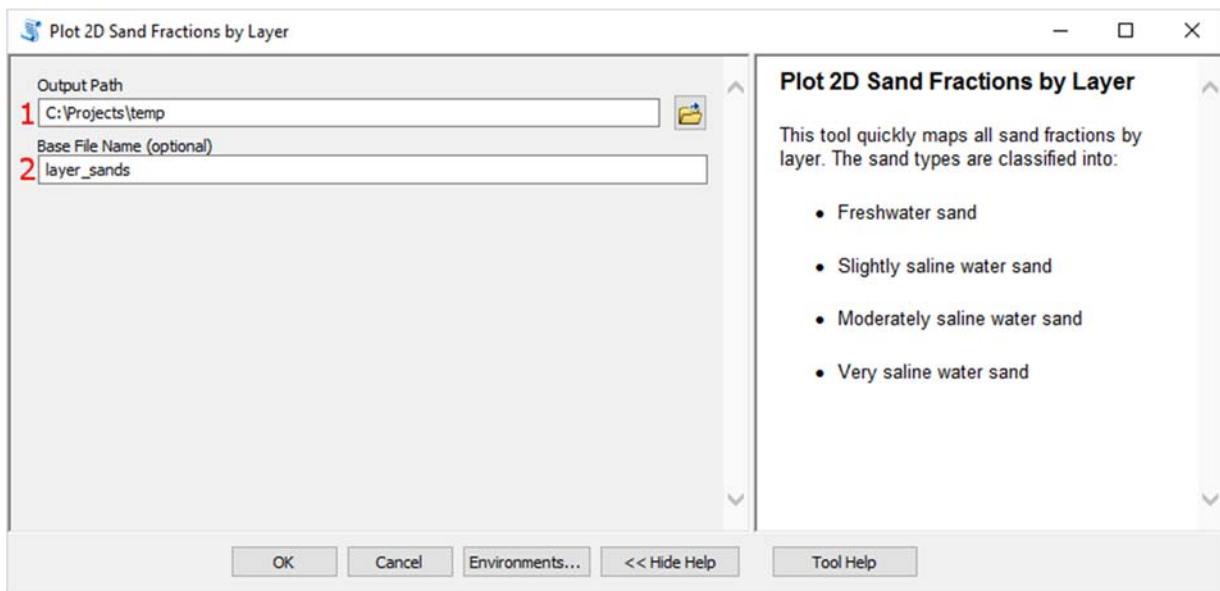 Plot 2D Sand Fractions by Layer
Output Path
1 C:\Projects\temp
Base File Name (optional)
2 layer_sands
Plot 2D Sand Fractions by Layer
This tool quickly maps all sand fractions by
layer. The sand types are classified into:
• Freshwater sand
• Slightly saline water sand
• Moderately saline water sand
• Very saline water sand
OK Cancel Environments... << Hide Help Tool Help